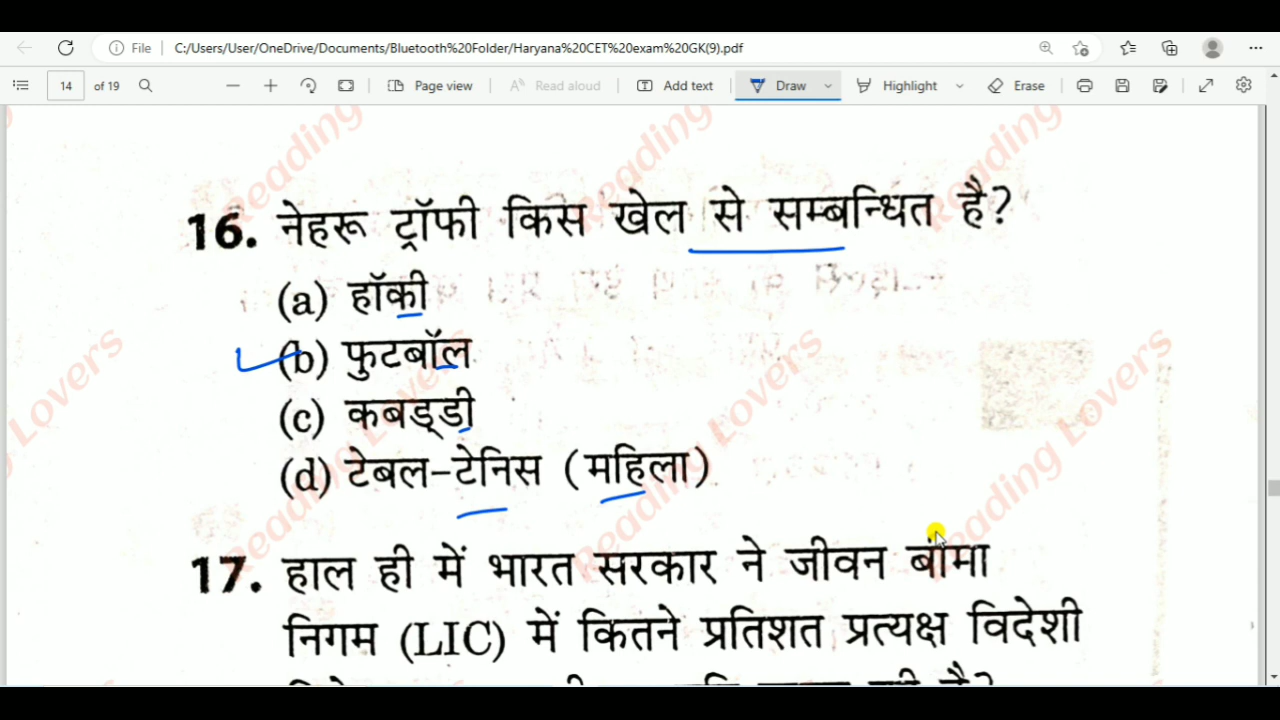 File C:/Users/User/OneDrive/Documents/Bluetooth%20Folder/Haryana%20CET%20exam%20GK(9).pdf
14 of 19 Page view Read aloud Add text Draw Highlight Erase
16. नेहरू ट्रॉफी किस खेल से सम्बन्धित है?
(a) हॉकी
(b) फुटबॉल
(c) कबड्डी
(d) टेबल-टेनिस (महिला)
17. हाल ही में भारत सरकार ने जीवन बीमा
निगम (LIC) में कितने प्रतिशत प्रत्यक्ष विदेशी
Reading Lovers